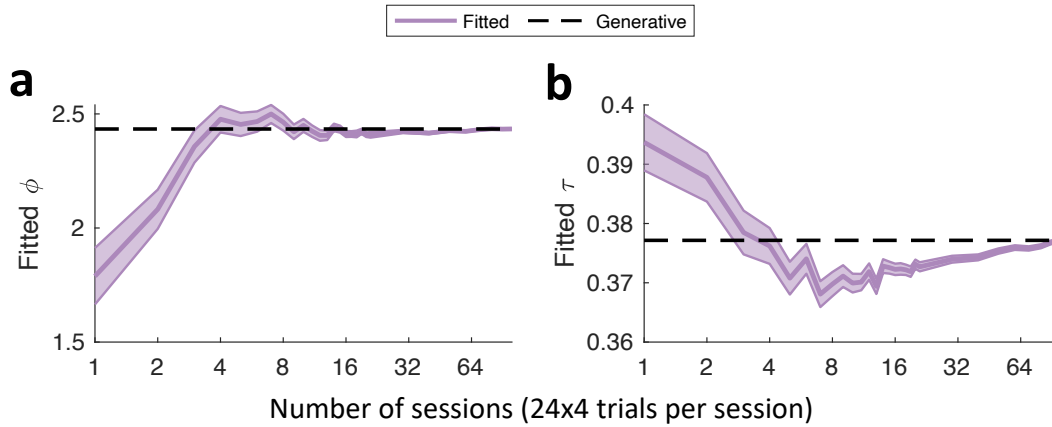 Fitted Generative
a
b
Fitted ϕ
2.5
2
1.5
1 2 4 8 16 32 64
Fitted τ
0.4
0.39
0.38
0.37
0.36
1 2 4 8 16 32 64
Number of sessions (24x4 trials per session)